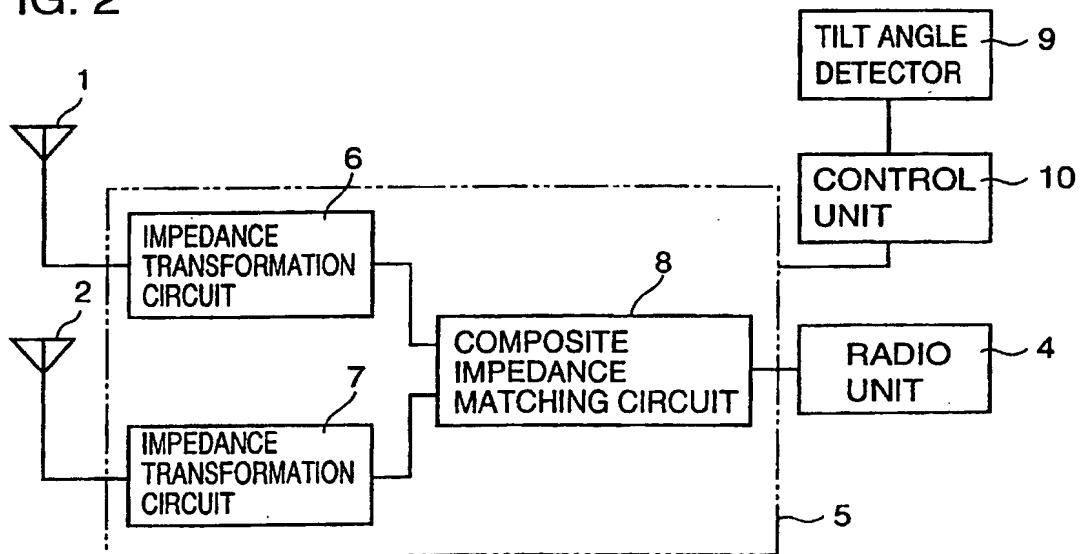 IG. 2
TILT ANGLE
DETECTOR
9
1
CONTROL
UNIT
10
6
IMPEDANCE
TRANSFORMATION
CIRCUIT
8
2
COMPOSITE
IMPEDANCE
MATCHING CIRCUIT
RADIO
UNIT
4
7
IMPEDANCE
TRANSFORMATION
CIRCUIT
5